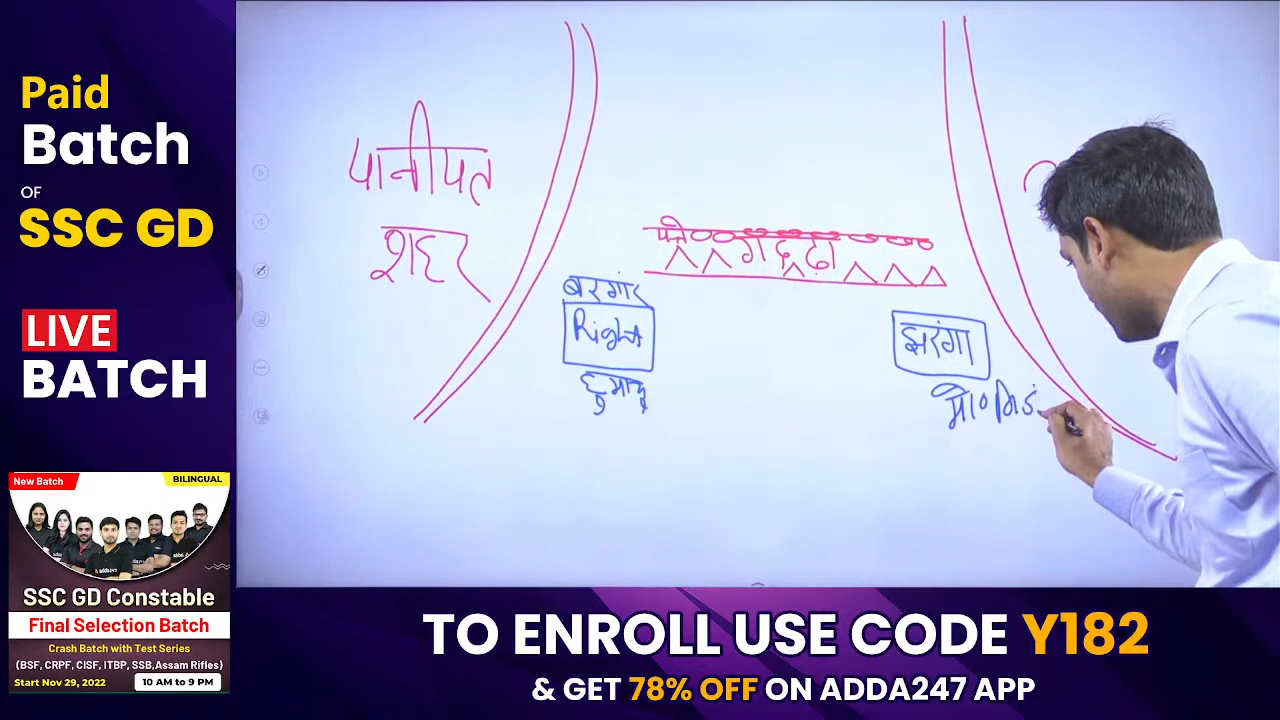 Paid
Batch
OF
SSC GD
LIVE
BATCH
New Batch
BILINGUAL
SSC GD Constable
Final Selection Batch
Crash Batch with Test Series
(BSF, CRPF, CISF, ITBP, SSB, Assam Rifles)
Start Nov 29, 2022
10 AM to 9 PM
पानीपत
शहर
गद्ढा
Right
हुमायू
TO ENROLL USE CODE Y182
& GET 78% OFF ON ADDA247 APP